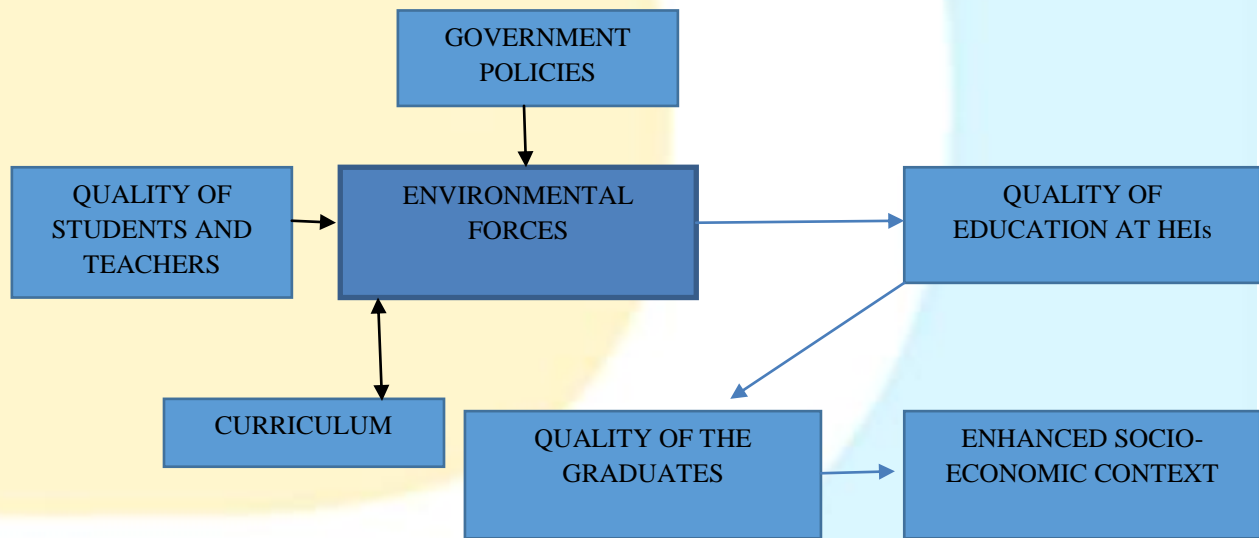 GOVERNMENT
POLICIES
QUALITY OF
STUDENTS AND
TEACHERS
ENVIRONMENTAL
FORCES
QUALITY OF
EDUCATION AT HEIs
CURRICULUM
QUALITY OF THE
GRADUATES
ENHANCED SOCIO-
ECONOMIC CONTEXT